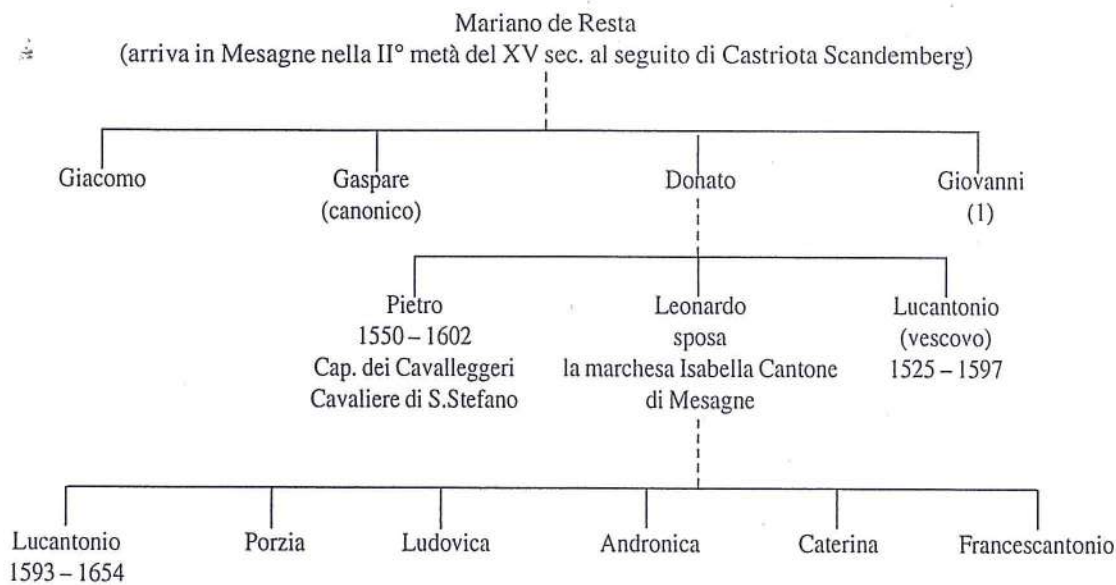 Mariano de Resta
(arriva in Mesagne nella II° metà del XV sec. al seguito di Castriota Scandemberg)
Giacomo
Gaspare
(canonico)
Donato
Giovanni
(1)
Pietro
1550 – 1602
Cap. dei Cavalleggeri
Cavaliere di S.Stefano
Leonardo
sposa
la marchesa Isabella Cantone
di Mesagne
Lucantonio
(vescovo)
1525 – 1597
Lucantonio
1593 – 1654
Porzia
Ludovica
Andronica
Caterina
Francescantonio